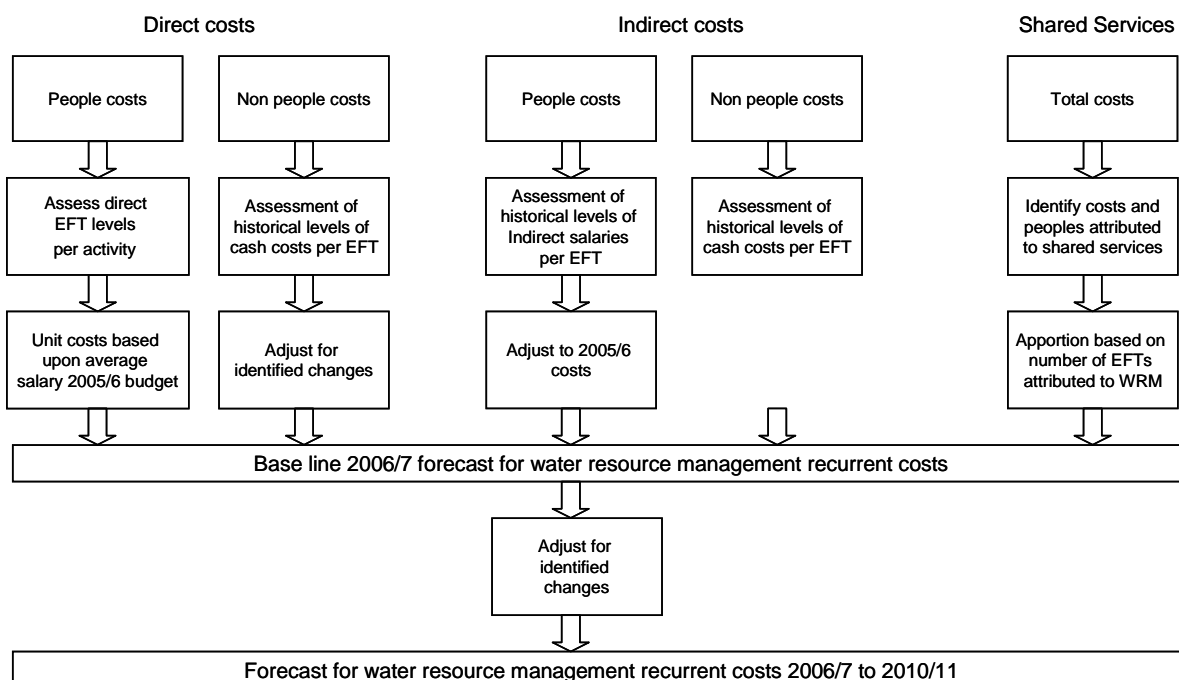 Direct costs
Indirect costs
Shared Services
People costs
Non people costs
People costs
Non people costs
Total costs
Assess direct
EFT levels
per activity
Assessment of
historical levels of
cash costs per EFT
Assessment of
historical levels of
Indirect salaries
per EFT
Assessment of
historical levels of
cash costs per EFT
Identify costs and
peoples attributed
to shared services
Unit costs based
upon average
salary 2005/6 budget
Adjust for
identified changes
Adjust to 2005/6
costs
Apportion based on
number of EFTs
attributed to WRM
Base line 2006/7 forecast for water resource management recurrent costs
Adjust for
identified
changes
Forecast for water resource management recurrent costs 2006/7 to 2010/11